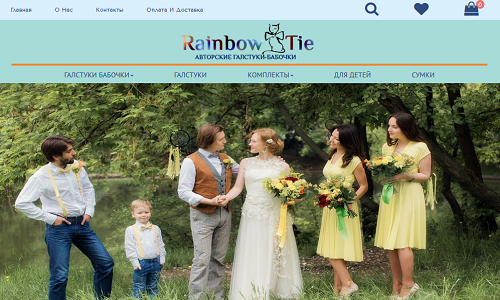 Главная О Нас Контакты Оплата И Доставка
0
Rainbow Tie
АВТОРСКИЕ ГАЛСТУКИ-БАБОЧКИ
ГАЛСТУКИ БАБОЧКИ ГАЛСТУКИ КОМПЛЕКТЫ ДЛЯ ДЕТЕЙ СУМКИ